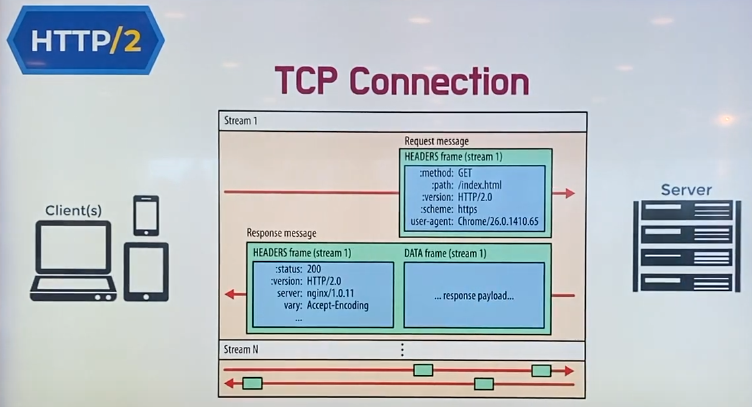 HTTP/2
TCP Connection
Stream 1
Request message
HEADERS frame (stream 1)
:method: GET
:path: /index.html
:version: HTTP/2.0
:scheme: https
user-agent: Chrome/26.0.1410.65
Client(s)
Server
Response message
HEADERS frame (stream 1)
:status: 200
:version: HTTP/2.0
server: nginx/1.0.11
vary: Accept-Encoding
...
DATA frame (stream 1)
... response payload...
Stream N